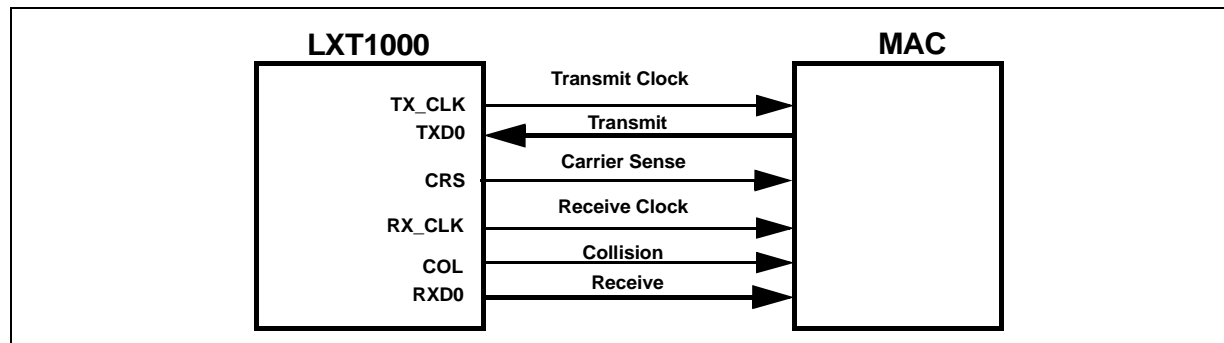 LXT1000 MAC
Transmit Clock
TX_CLK
Transmit
TXD0
Carrier Sense
CRS
Receive Clock
RX_CLK
Collision
COL
Receive
RXD0